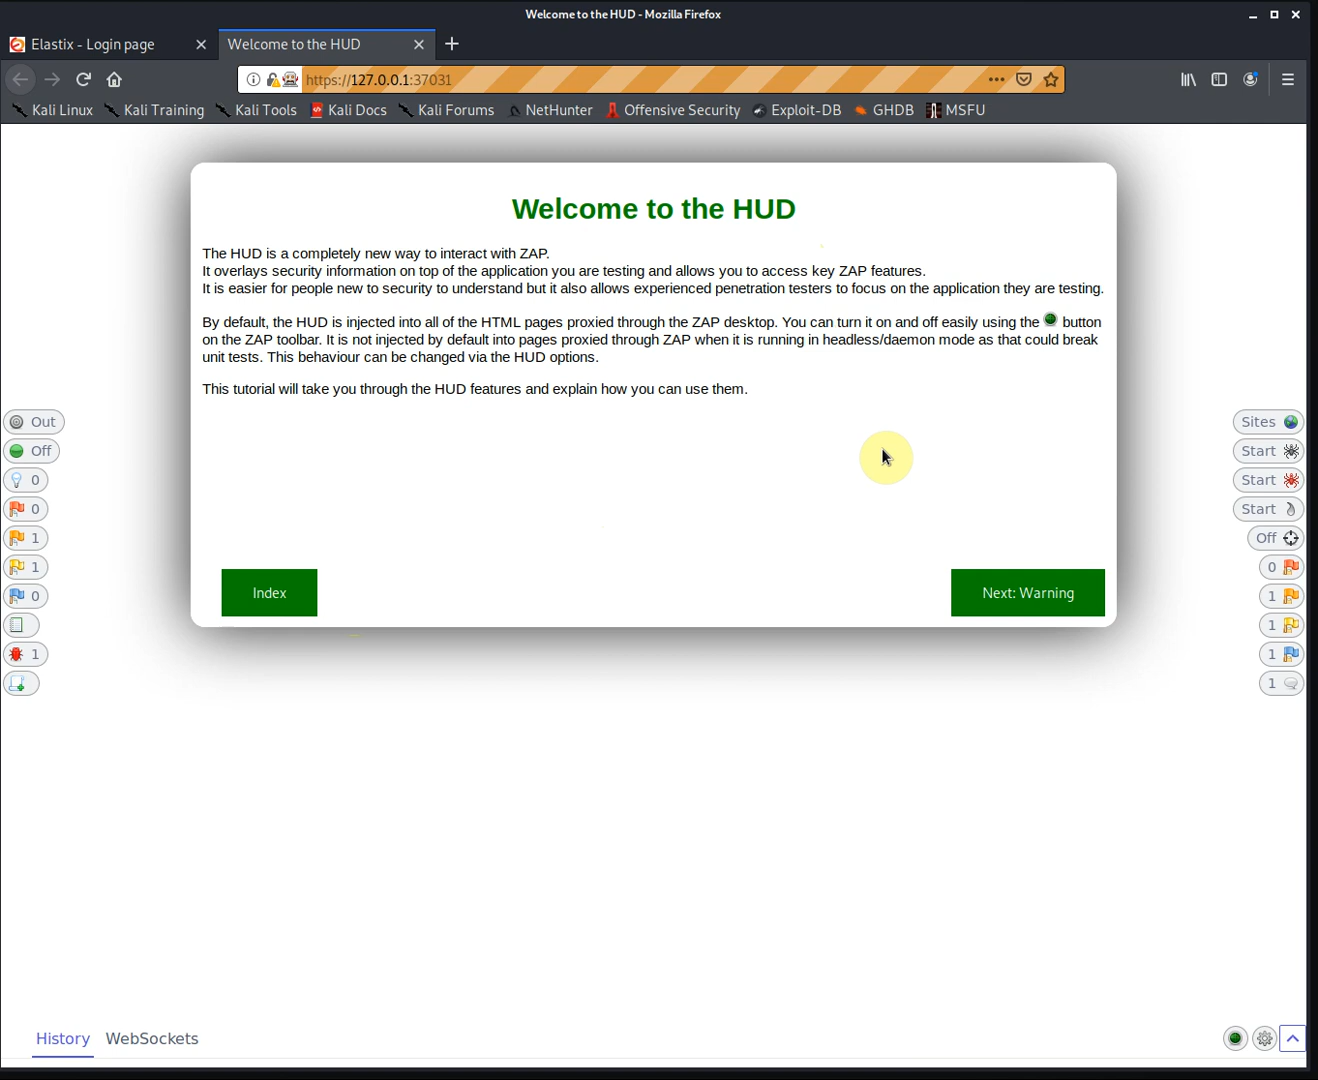 Welcome to the HUD - Mozilla Firefox
Elastix - Login page
Welcome to the HUD
https://127.0.0.1:37031
Kali Linux
Kali Training
Kali Tools
Kali Docs
Kali Forums
NetHunter
Offensive Security
Exploit-DB
GHDB
MSFU
Welcome to the HUD
The HUD is a completely new way to interact with ZAP.
It overlays security information on top of the application you are testing and allows you to access key ZAP features.
It is easier for people new to security to understand but it also allows experienced penetration testers to focus on the application they are testing.
By default, the HUD is injected into all of the HTML pages proxied through the ZAP desktop. You can turn it on and off easily using the button
on the ZAP toolbar. It is not injected by default into pages proxied through ZAP when it is running in headless/daemon mode as that could break
unit tests. This behaviour can be changed via the HUD options.
This tutorial will take you through the HUD features and explain how you can use them.
Index
Next: Warning
Out
Off
0
0
1
1
0
1
Sites
Start
Start
Start
Off
0
1
1
1
1
History
WebSockets